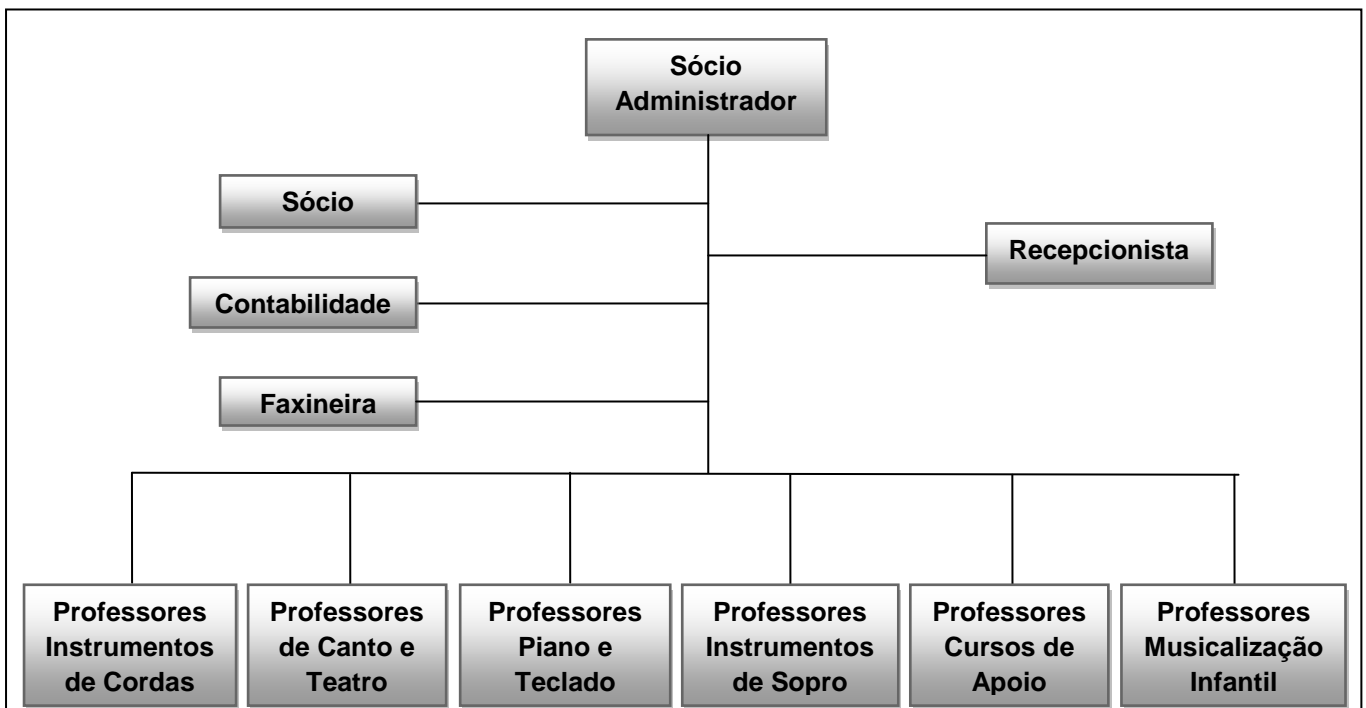 Sócio
Administrador
Sócio
Recepcionista
Contabilidade
Faxineira
Professores
Instrumentos
de Cordas
Professores
de Canto e
Teatro
Professores
Piano e
Teclado
Professores
Instrumentos
de Sopro
Professores
Cursos de
Apoio
Professores
Musicalização
Infantil